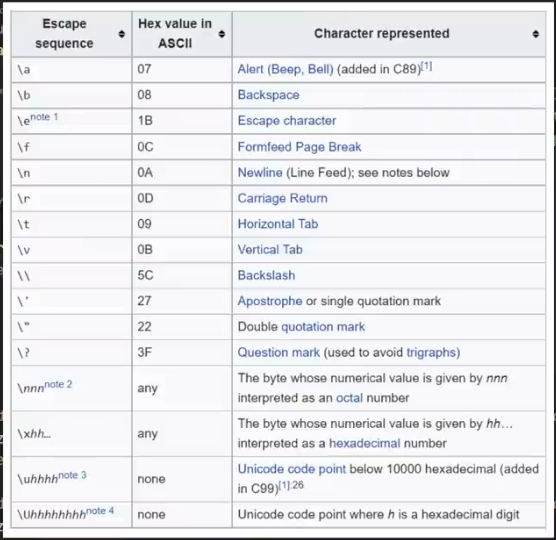 Escape sequence Hex value in ASCII Character represented
\a 07 Alert (Beep, Bell) (added in C89)[1]
\b 08 Backspace
\e note 1 1B Escape character
\f 0C Formfeed Page Break
\n 0A Newline (Line Feed); see notes below
\r 0D Carriage Return
\t 09 Horizontal Tab
\v 0B Vertical Tab
\\ 5C Backslash
\' 27 Apostrophe or single quotation mark
\" 22 Double quotation mark
\? 3F Question mark (used to avoid trigraphs)
\nnn note 2 any The byte whose numerical value is given by nnn
interpreted as an octal number
\xhh… any The byte whose numerical value is given by hh…
interpreted as a hexadecimal number
\uhhhh note 3 none Unicode code point below 10000 hexadecimal (added
in C99)[1]:26
\Uhhhhhhhh note 4 none Unicode code point where h is a hexadecimal digit